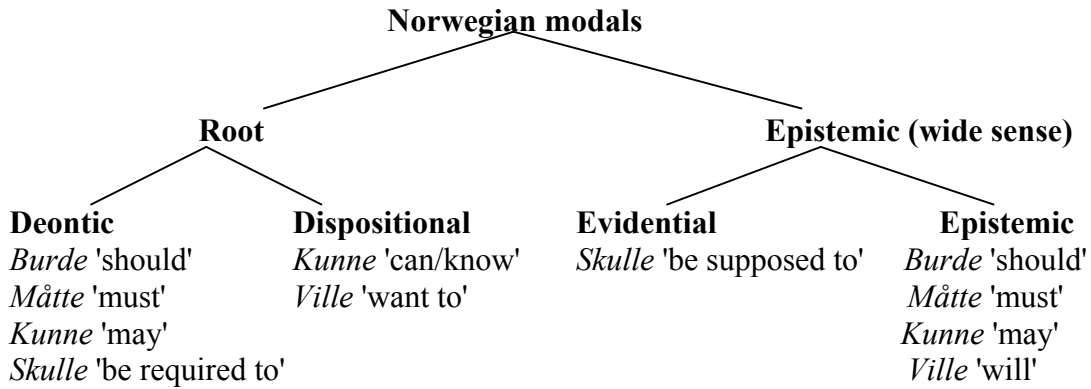 Norwegian modals
Root Epistemic (wide sense)
Deontic Dispositional Evidential Epistemic
Burde 'should' Kunne 'can/know' Skulle 'be supposed to' Burde 'should'
Måtte 'must' Ville 'want to' Måtte 'must'
Kunne 'may' Kunne 'may'
Skulle 'be required to' Ville 'will'